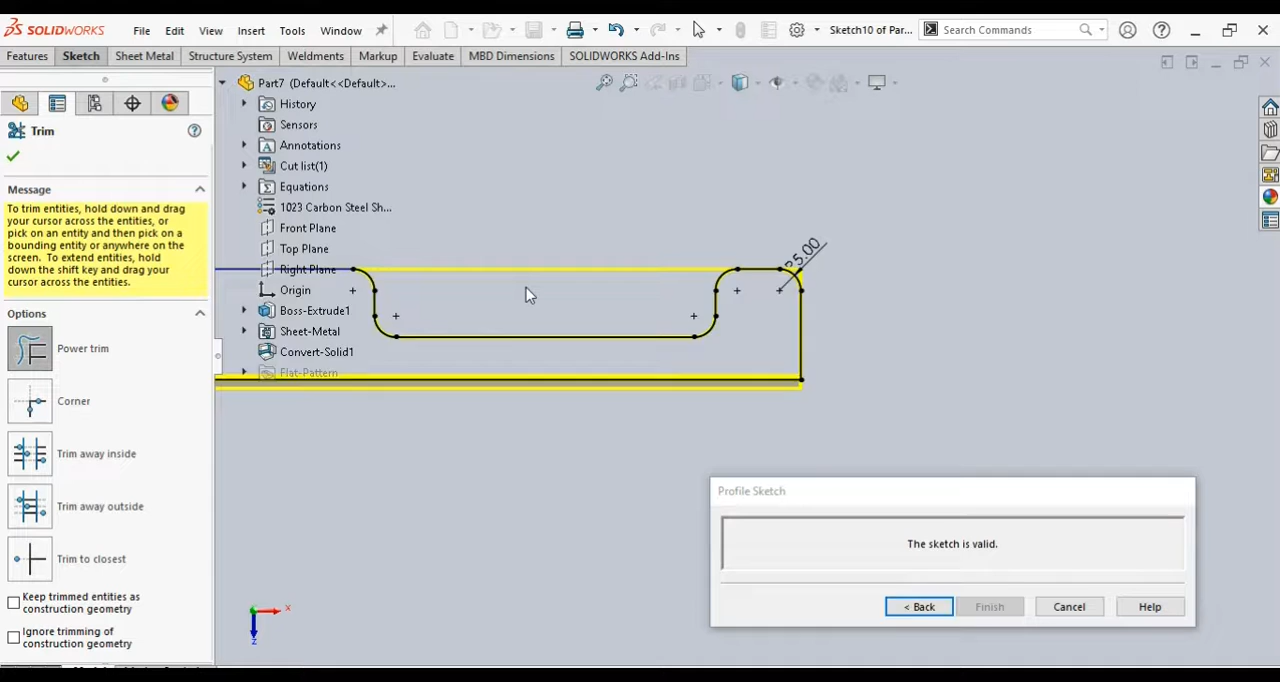 SOLIDWORKS
File Edit View Insert Tools Window
Sketch10 of Par...
Search Commands
Features Sketch Sheet Metal Structure System Weldments Markup Evaluate MBD Dimensions SOLIDWORKS Add-Ins
Trim
Message
To trim entities, hold down and drag
your cursor across the entities, or
pick on an entity and then pick on a
bounding entity or anywhere on the
screen. To extend entities, hold
down the shift key and drag your
cursor across the entities.
Options
Power trim
Corner
Trim away inside
Trim away outside
Trim to closest
Keep trimmed entities as
construction geometry
Ignore trimming of
construction geometry
Part7 (Default<<Default>...
History
Sensors
Annotations
Cut list(1)
Equations
1023 Carbon Steel Sh...
Front Plane
Top Plane
Right Plane
Origin
Boss-Extrude1
Sheet-Metal
Convert-Solid1
Flat-Pattern
R5.00
x
z
Profile Sketch
The sketch is valid.
< Back Finish Cancel Help